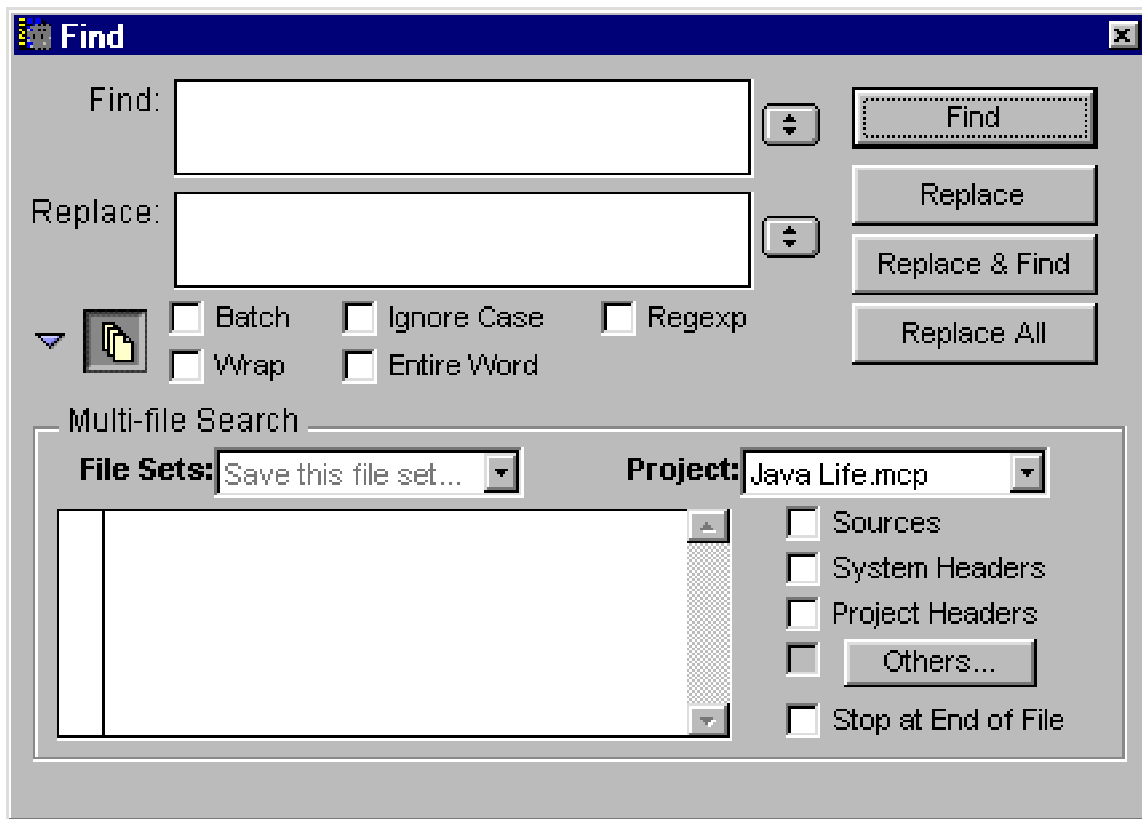 Find
Find:
Find
Replace:
Replace
Replace & Find
Replace All
Batch
Ignore Case
Regexp
Wrap
Entire Word
Multi-file Search
File Sets:
Save this file set...
Project:
Java Life.mcp
Sources
System Headers
Project Headers
Others...
Stop at End of File